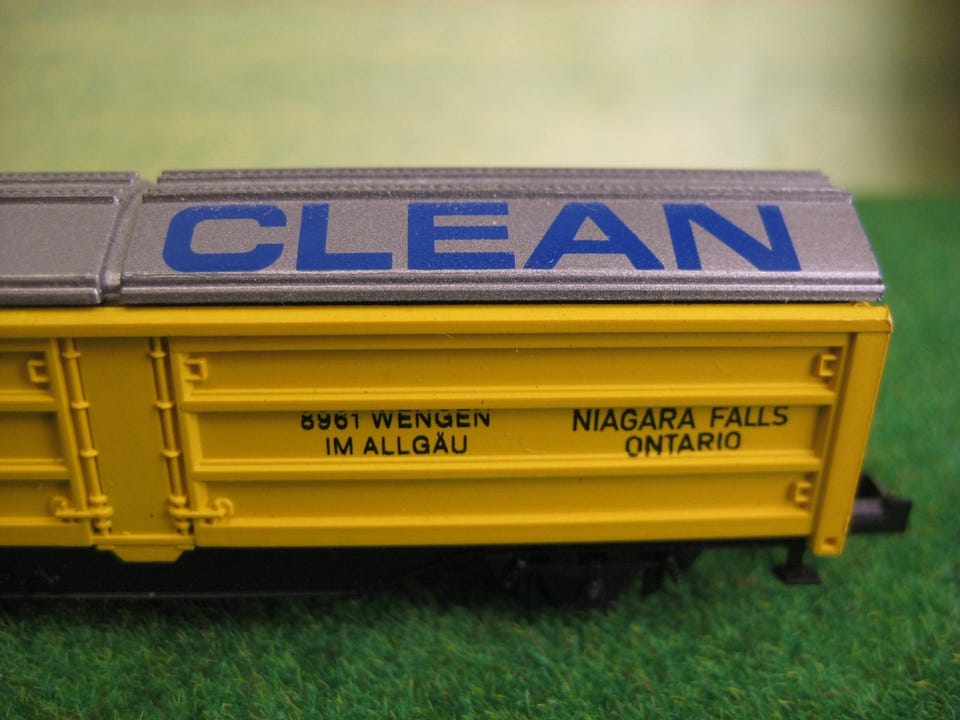 CLEAN
8961 WENGEN
IM ALLGÄU
NIAGARA FALLS
ONTARIO